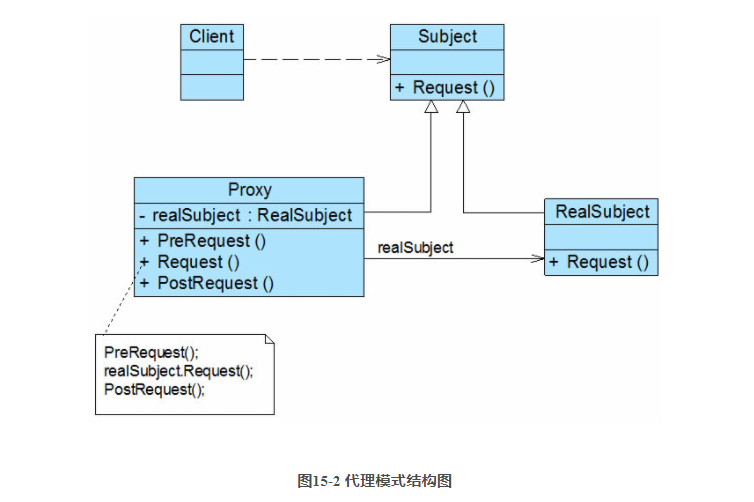 Client
Subject
+ Request ()
Proxy
- realSubject : RealSubject
+ PreRequest ()
+ Request ()
+ PostRequest ()
realSubject
RealSubject
+ Request ()
PreRequest();
realSubject.Request();
PostRequest();
图15-2 代理模式结构图